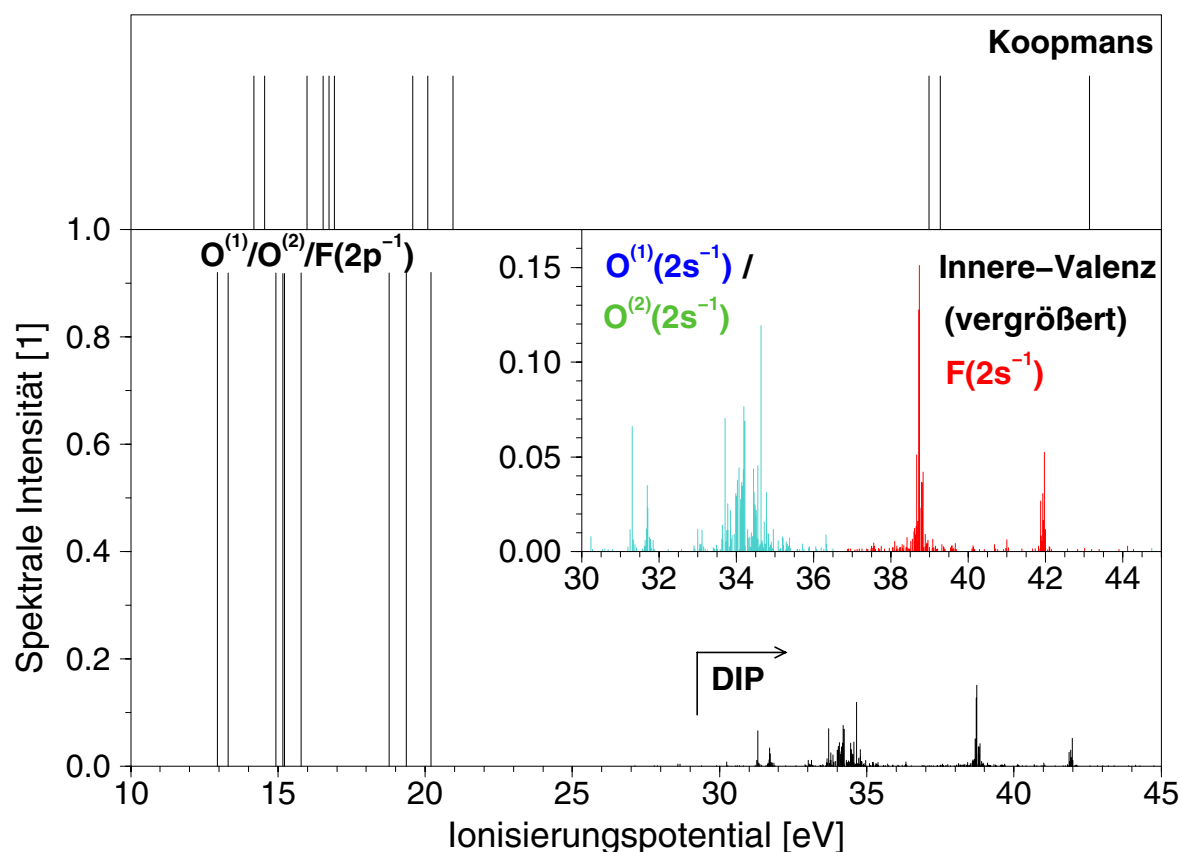 Koopmans
1.0
O⁽¹⁾/O⁽²⁾/F(2p⁻¹)
O⁽¹⁾(2s⁻¹) /
O⁽²⁾(2s⁻¹)
Innere−Valenz
(vergrößert)
F(2s⁻¹)
0.15
0.10
0.05
0.00
30 32 34 36 38 40 42 44
0.8
0.6
0.4
0.2
0.0
Spektrale Intensität [1]
DIP
10 15 20 25 30 35 40 45
Ionisierungspotential [eV]